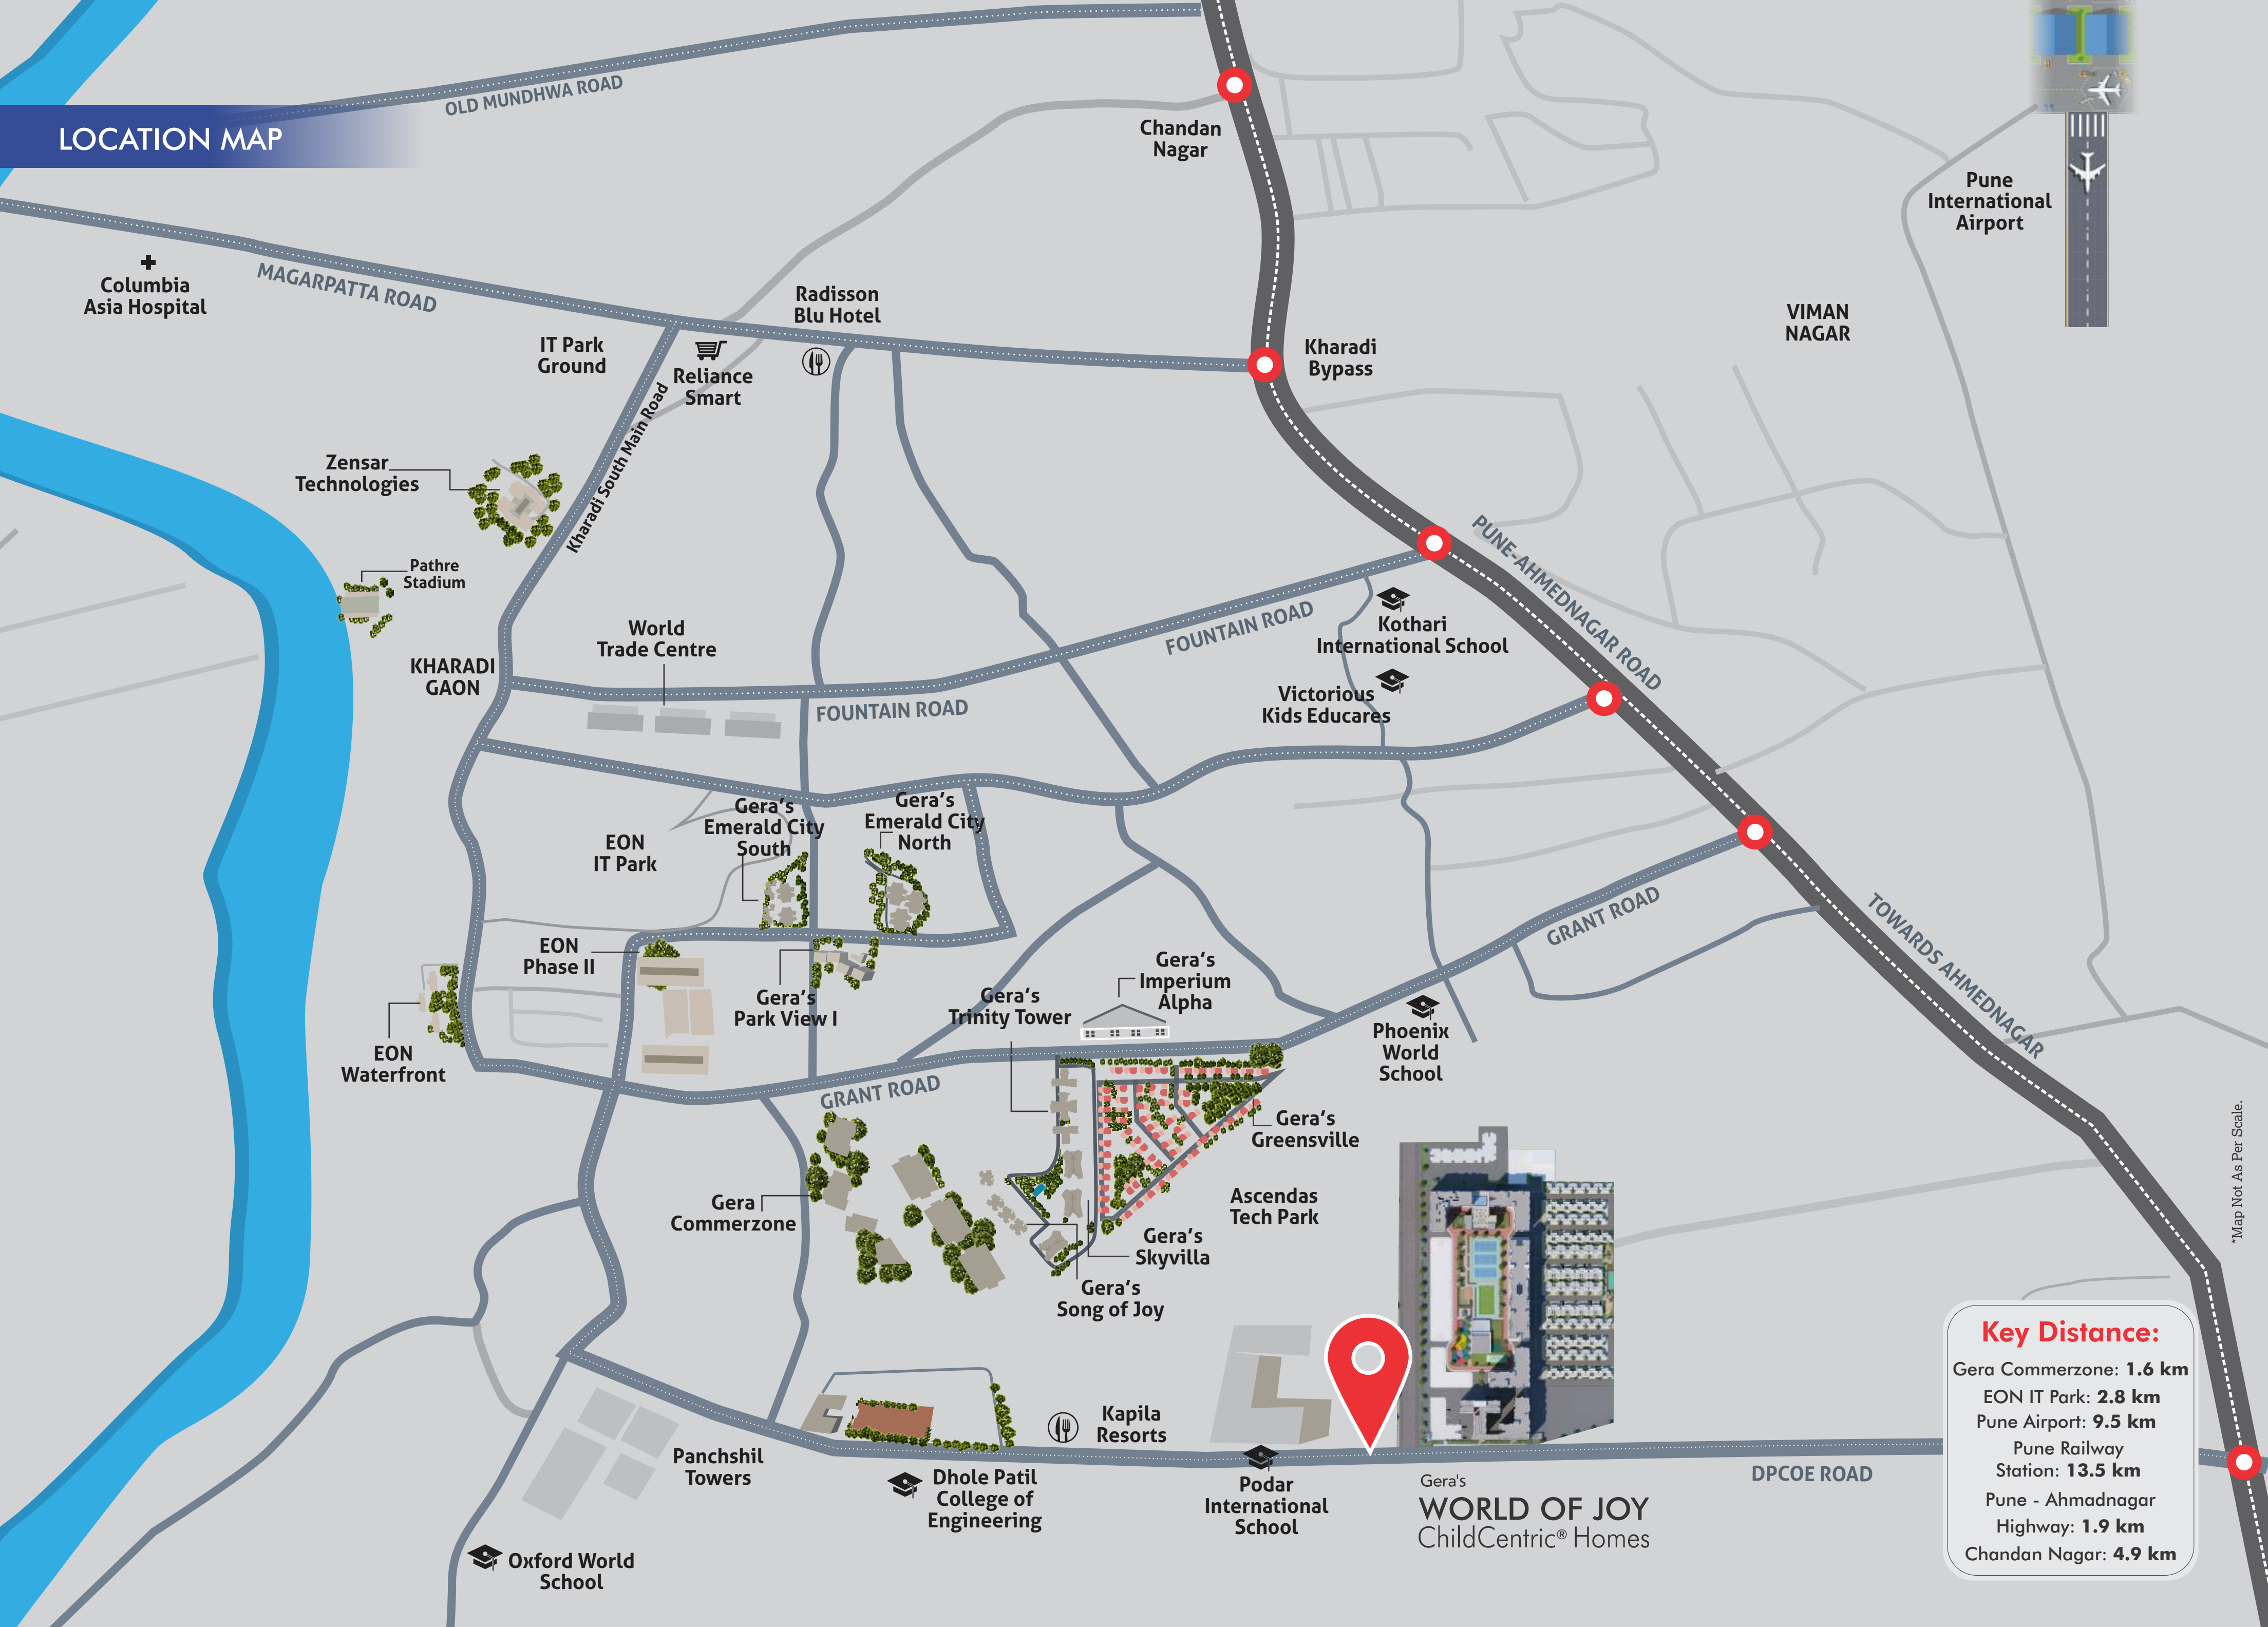 OLD MUNDHWA ROAD
LOCATION MAP
Chandan
Nagar
Pune
International
Airport
Columbia
Asia Hospital
MAGARPATTA ROAD
Radisson
Blu Hotel
VIMAN
NAGAR
IT Park
Ground
Reliance
Smart
Kharadi
Bypass
Kharadi South Main Road
Zensar
Technologies
Pathre
Stadium
PUNE-AHMEDNAGAR ROAD
World
Trade Centre
FOUNTAIN ROAD
Kothari
International School
KHARADI
GAON
Victorious
Kids Educares
FOUNTAIN ROAD
Gera's
Emerald City
South
Gera's
Emerald City
North
EON
IT Park
GRANT ROAD
TOWARDS AHMEDNAGAR
EON
Phase II
Gera's
Park View I
Gera's
Trinity Tower
Gera's
Imperium
Alpha
Phoenix
World
School
EON
Waterfront
GRANT ROAD
Gera's
Greensville
Gera
Commerzone
Ascendas
Tech Park
Gera's
Skyvilla
Gera's
Song of Joy
*Map Not As Per Scale.
Kapila
Resorts
Panchshil
Towers
Dhole Patil
College of
Engineering
Podar
International
School
Gera's
WORLD OF JOY
ChildCentric® Homes
DPCOE ROAD
Oxford World
School
Key Distance:
Gera Commerzone: 1.6 km
EON IT Park: 2.8 km
Pune Airport: 9.5 km
Pune Railway
Station: 13.5 km
Pune - Ahmadnagar
Highway: 1.9 km
Chandan Nagar: 4.9 km